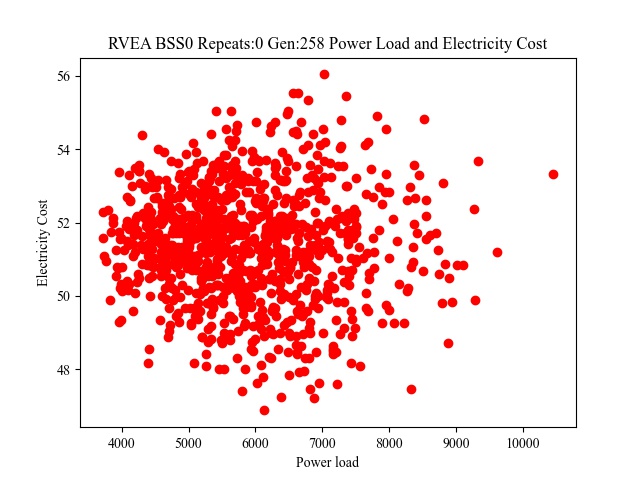 RVEA BSS0 Repeats:0 Gen:258 Power Load and Electricity Cost
56
54
52
50
48
Electricity Cost
4000 5000 6000 7000 8000 9000 10000
Power load